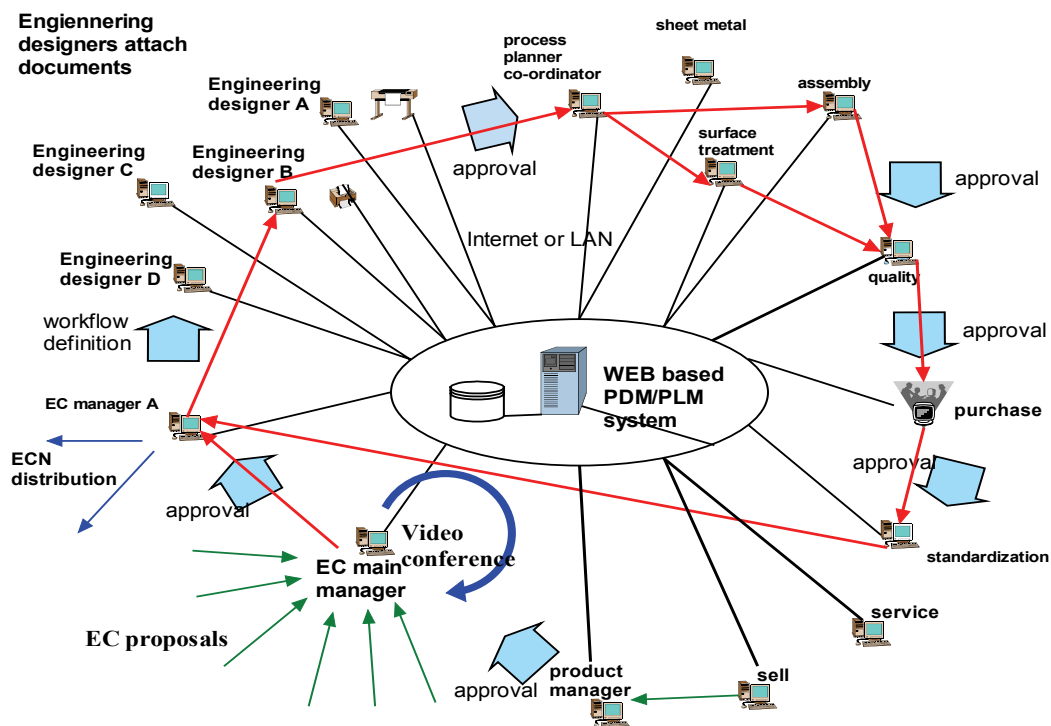 Engiennering
designers attach
documents
sheet metal
process
planner
co-ordinator
assembly
Engineering
designer A
surface
treatment
approval
Engineering
designer C
Engineering
designer B
approval
Internet or LAN
Engineering
designer D
quality
workflow
definition
approval
WEB based
PDM/PLM
system
EC manager A
purchase
ECN
distribution
approval
approval
Video
conference
EC main
manager
standardization
service
EC proposals
approval
product
manager
sell